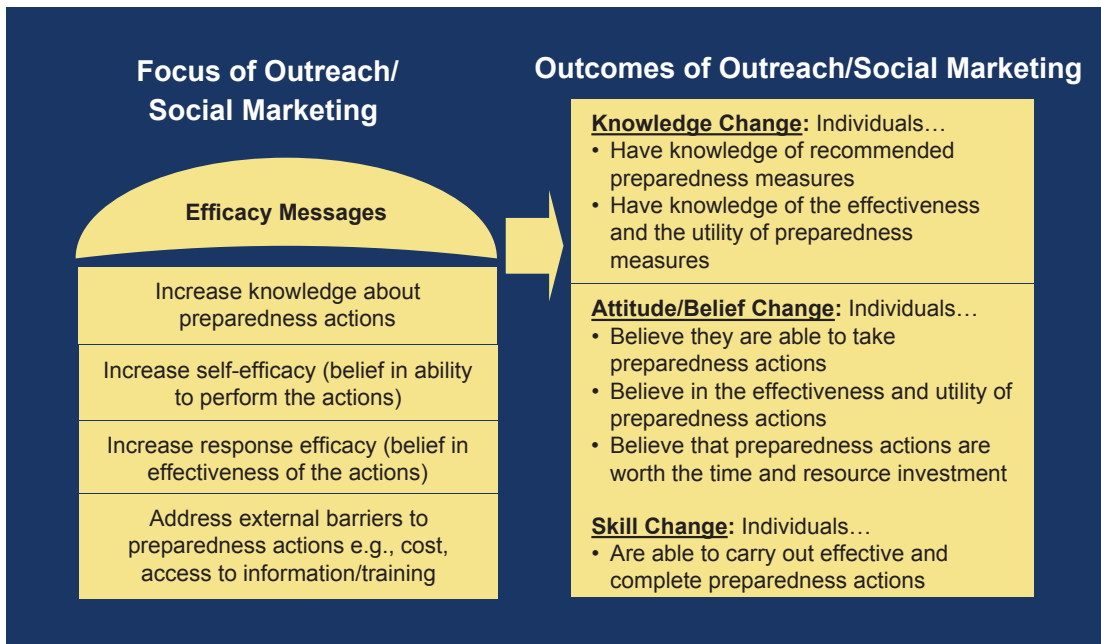 Focus of Outreach/
Social Marketing
Efficacy Messages
Increase knowledge about
preparedness actions
Increase self-efficacy (belief in ability
to perform the actions)
Increase response efficacy (belief in
effectiveness of the actions)
Address external barriers to
preparedness actions e.g., cost,
access to information/training
Outcomes of Outreach/Social Marketing
Knowledge Change: Individuals…
• Have knowledge of recommended
preparedness measures
• Have knowledge of the effectiveness
and the utility of preparedness
measures
Attitude/Belief Change: Individuals…
• Believe they are able to take
preparedness actions
• Believe in the effectiveness and utility of
preparedness actions
• Believe that preparedness actions are
worth the time and resource investment
Skill Change: Individuals…
• Are able to carry out effective and
complete preparedness actions